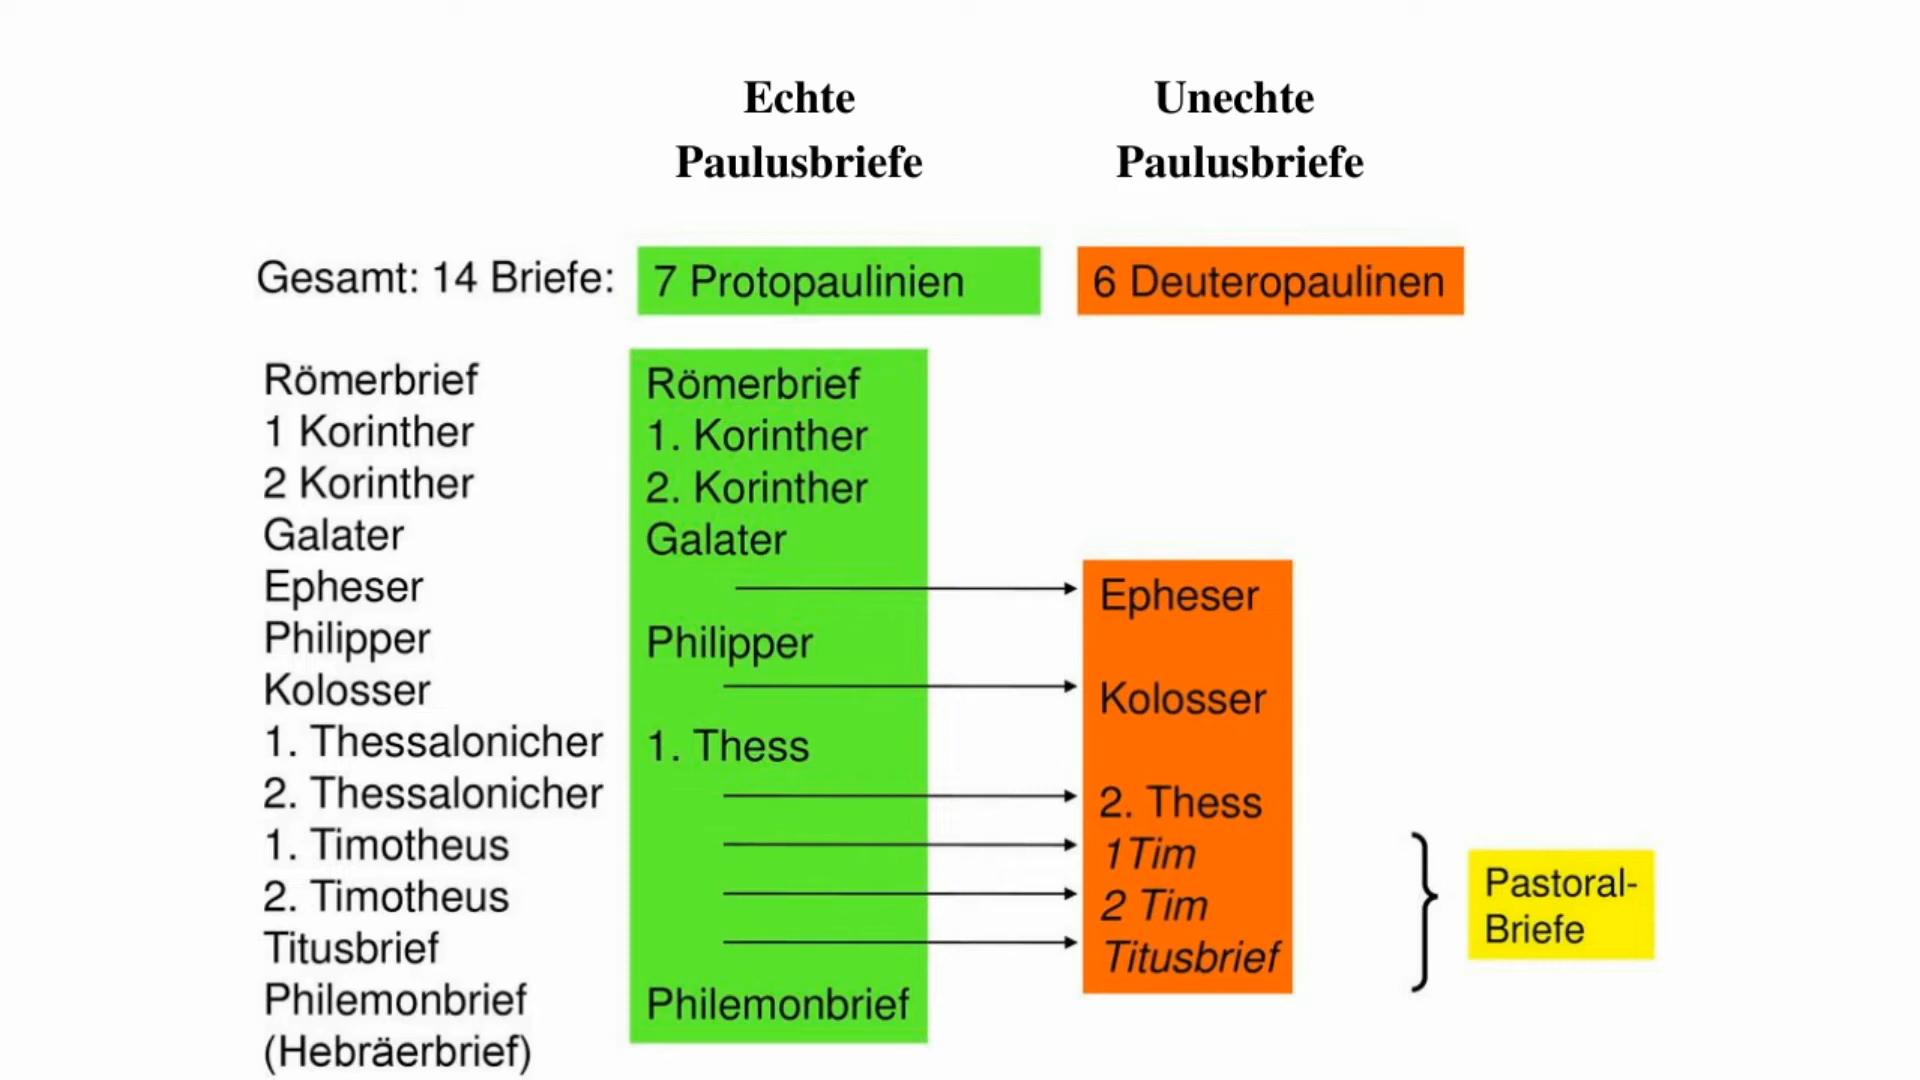 Echte
Paulusbriefe
Unechte
Paulusbriefe
Gesamt: 14 Briefe:
7 Protopaulinien
6 Deuteropaulinen
Römerbrief
1 Korinther
2 Korinther
Galater
Epheser
Philipper
Kolosser
1. Thessalonicher
2. Thessalonicher
1. Timotheus
2. Timotheus
Titusbrief
Philemonbrief
(Hebräerbrief)
Römerbrief
1. Korinther
2. Korinther
Galater
Philipper
1. Thess
Philemonbrief
Epheser
Kolosser
2. Thess
1Tim
2 Tim
Titusbrief
Pastoral-
Briefe